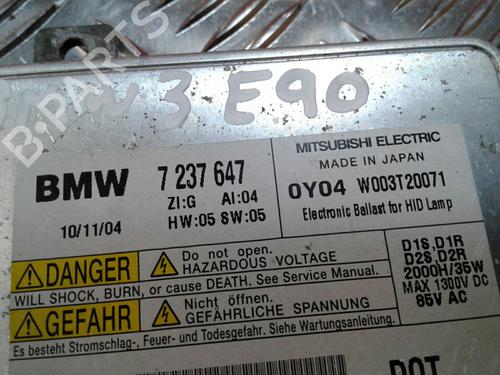 3 E90
BMW 7 237 647
ZI:G AI:04
10/11/04 HW:05 SW:05
MITSUBISHI ELECTRIC
MADE IN JAPAN
0Y04 W003T20071
Electronic Ballast for HID Lamp
DANGER
Do not open.
HAZARDOUS VOLTAGE
WILL SHOCK, BURN, or cause DEATH. See Service Manual.
GEFAHR
Nicht öffnen.
GEFÄHRLICHE SPANNUNG
Es besteht Stromschlag-, Feuer- und Todesgefahr. Siehe Wartungsanleitung.
D1S, D1R
D2S, D2R
2000H/35W
MAX 1300V DC
85V AC
DOT
B-PARTS